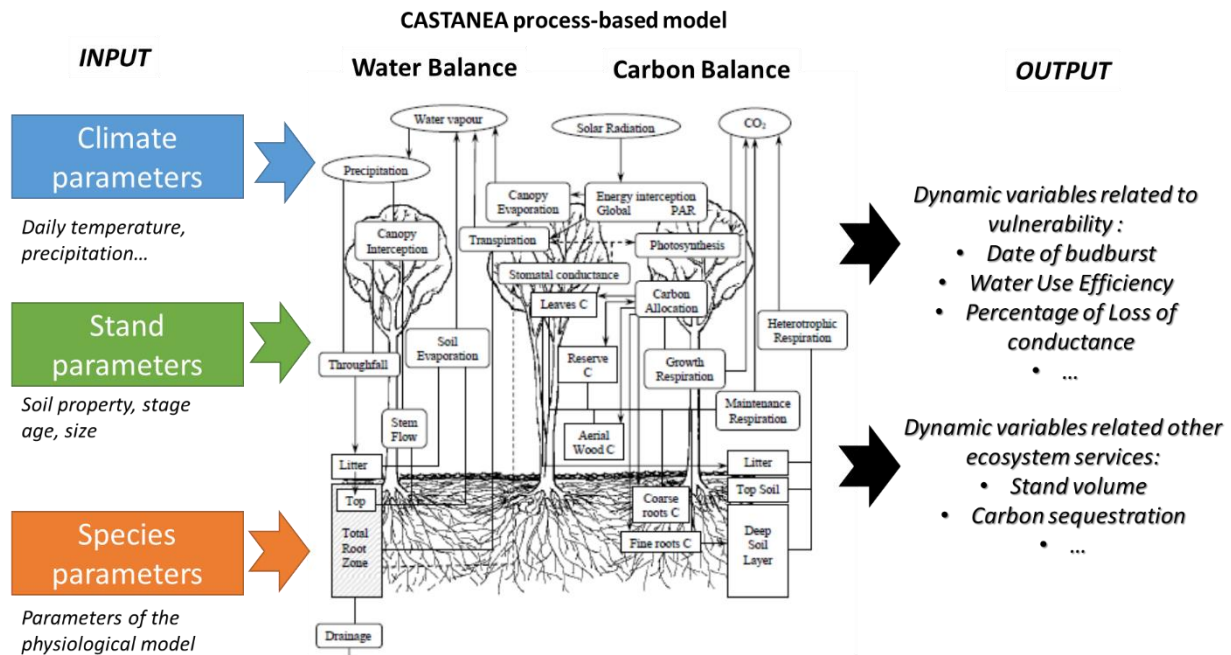 CASTANEA process-based model
INPUT
Water Balance
Carbon Balance
OUTPUT
Climate
parameters
Daily temperature,
precipitation…
Stand
parameters
Soil property, stage
age, size
Species
parameters
Parameters of the
physiological model
Water vapour
Solar Radiation
CO₂
Precipitation
Canopy
Evaporation
Energy interception
Global PAR
Canopy
Interception
Transpiration
Photosynthesis
Stomatal conductance
Leaves C
Carbon
Allocation
Heterotrophic
Respiration
Soil
Evaporation
Throughfall
Reserve
C
Growth
Respiration
Maintenance
Respiration
Stem
Flow
Aerial
Wood C
Litter
Litter
Top
Top Soil
Coarse
roots C
Total
Root
Zone
Fine roots C
Deep
Soil
Layer
Drainage
Dynamic variables related to
vulnerability :
• Date of budburst
• Water Use Efficiency
• Percentage of Loss of
conductance
• …
Dynamic variables related other
ecosystem services:
• Stand volume
• Carbon sequestration
• …